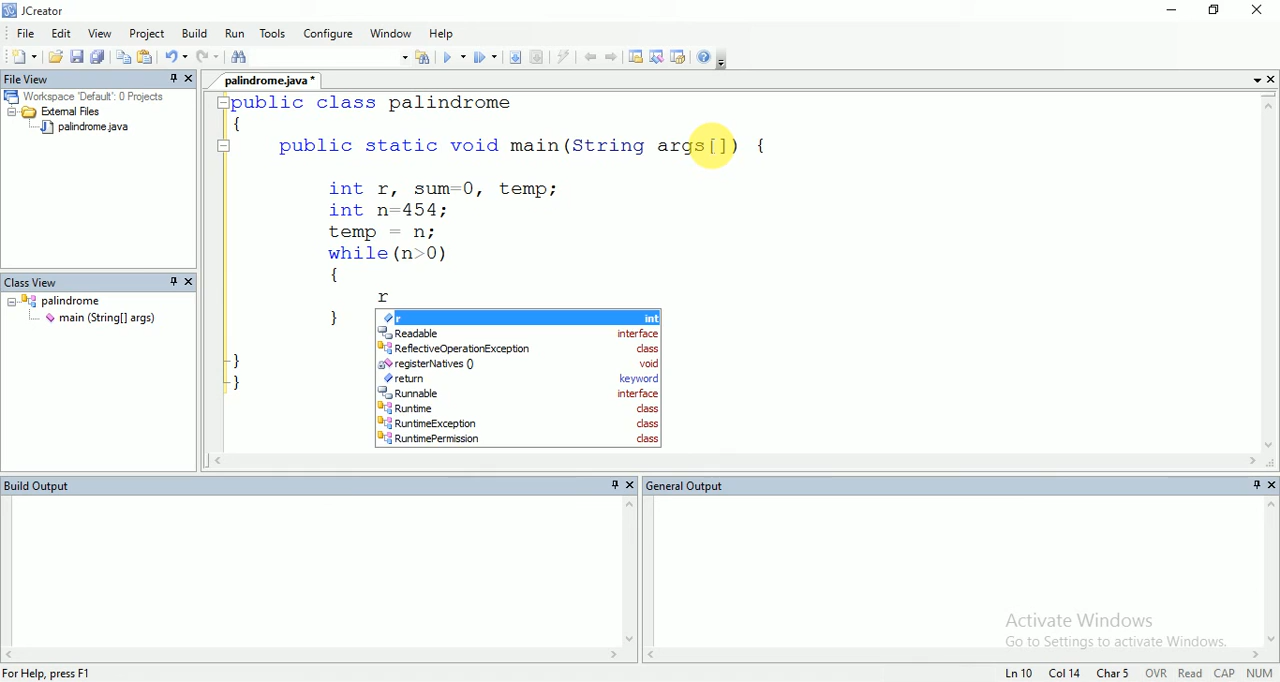 JCreator
File Edit View Project Build Run Tools Configure Window Help
File View
Workspace 'Default': 0 Projects
External Files
palindrome.java
Class View
palindrome
main (String[] args)
palindrome.java *
public class palindrome
{
public static void main(String args[]) {
int r, sum=0, temp;
int n=454;
temp = n;
while(n>0)
{
r
r int
Readable interface
ReflectiveOperationException class
registerNatives () void
return keyword
Runnable interface
Runtime class
RuntimeException class
RuntimePermission class
}
}
}
Build Output
General Output
Activate Windows
Go to Settings to activate Windows.
For Help, press F1
Ln 10 Col 14 Char 5 OVR Read CAP NUM